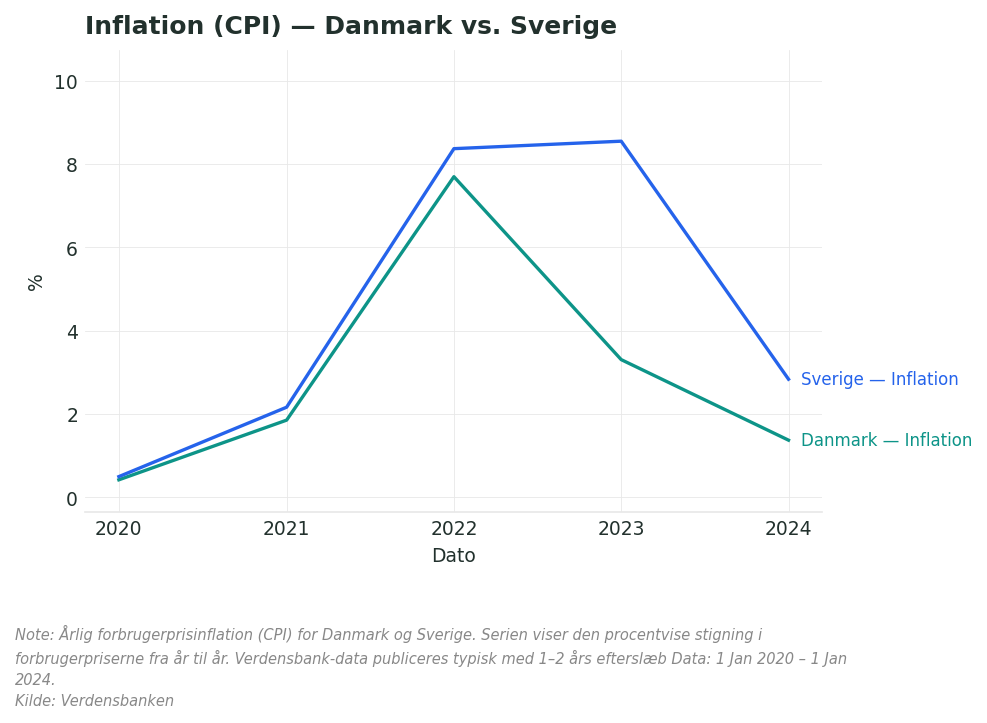 Inflation (CPI) — Danmark vs. Sverige
10
8
6
4
2
0
%
2020 2021 2022 2023 2024
Dato
Sverige — Inflation
Danmark — Inflation
Note: Årlig forbrugerprisinflation (CPI) for Danmark og Sverige. Serien viser den procentvise stigning i
forbrugerpriserne fra år til år. Verdensbank-data publiceres typisk med 1–2 års efterslæb Data: 1 Jan 2020 – 1 Jan
2024.
Kilde: Verdensbanken